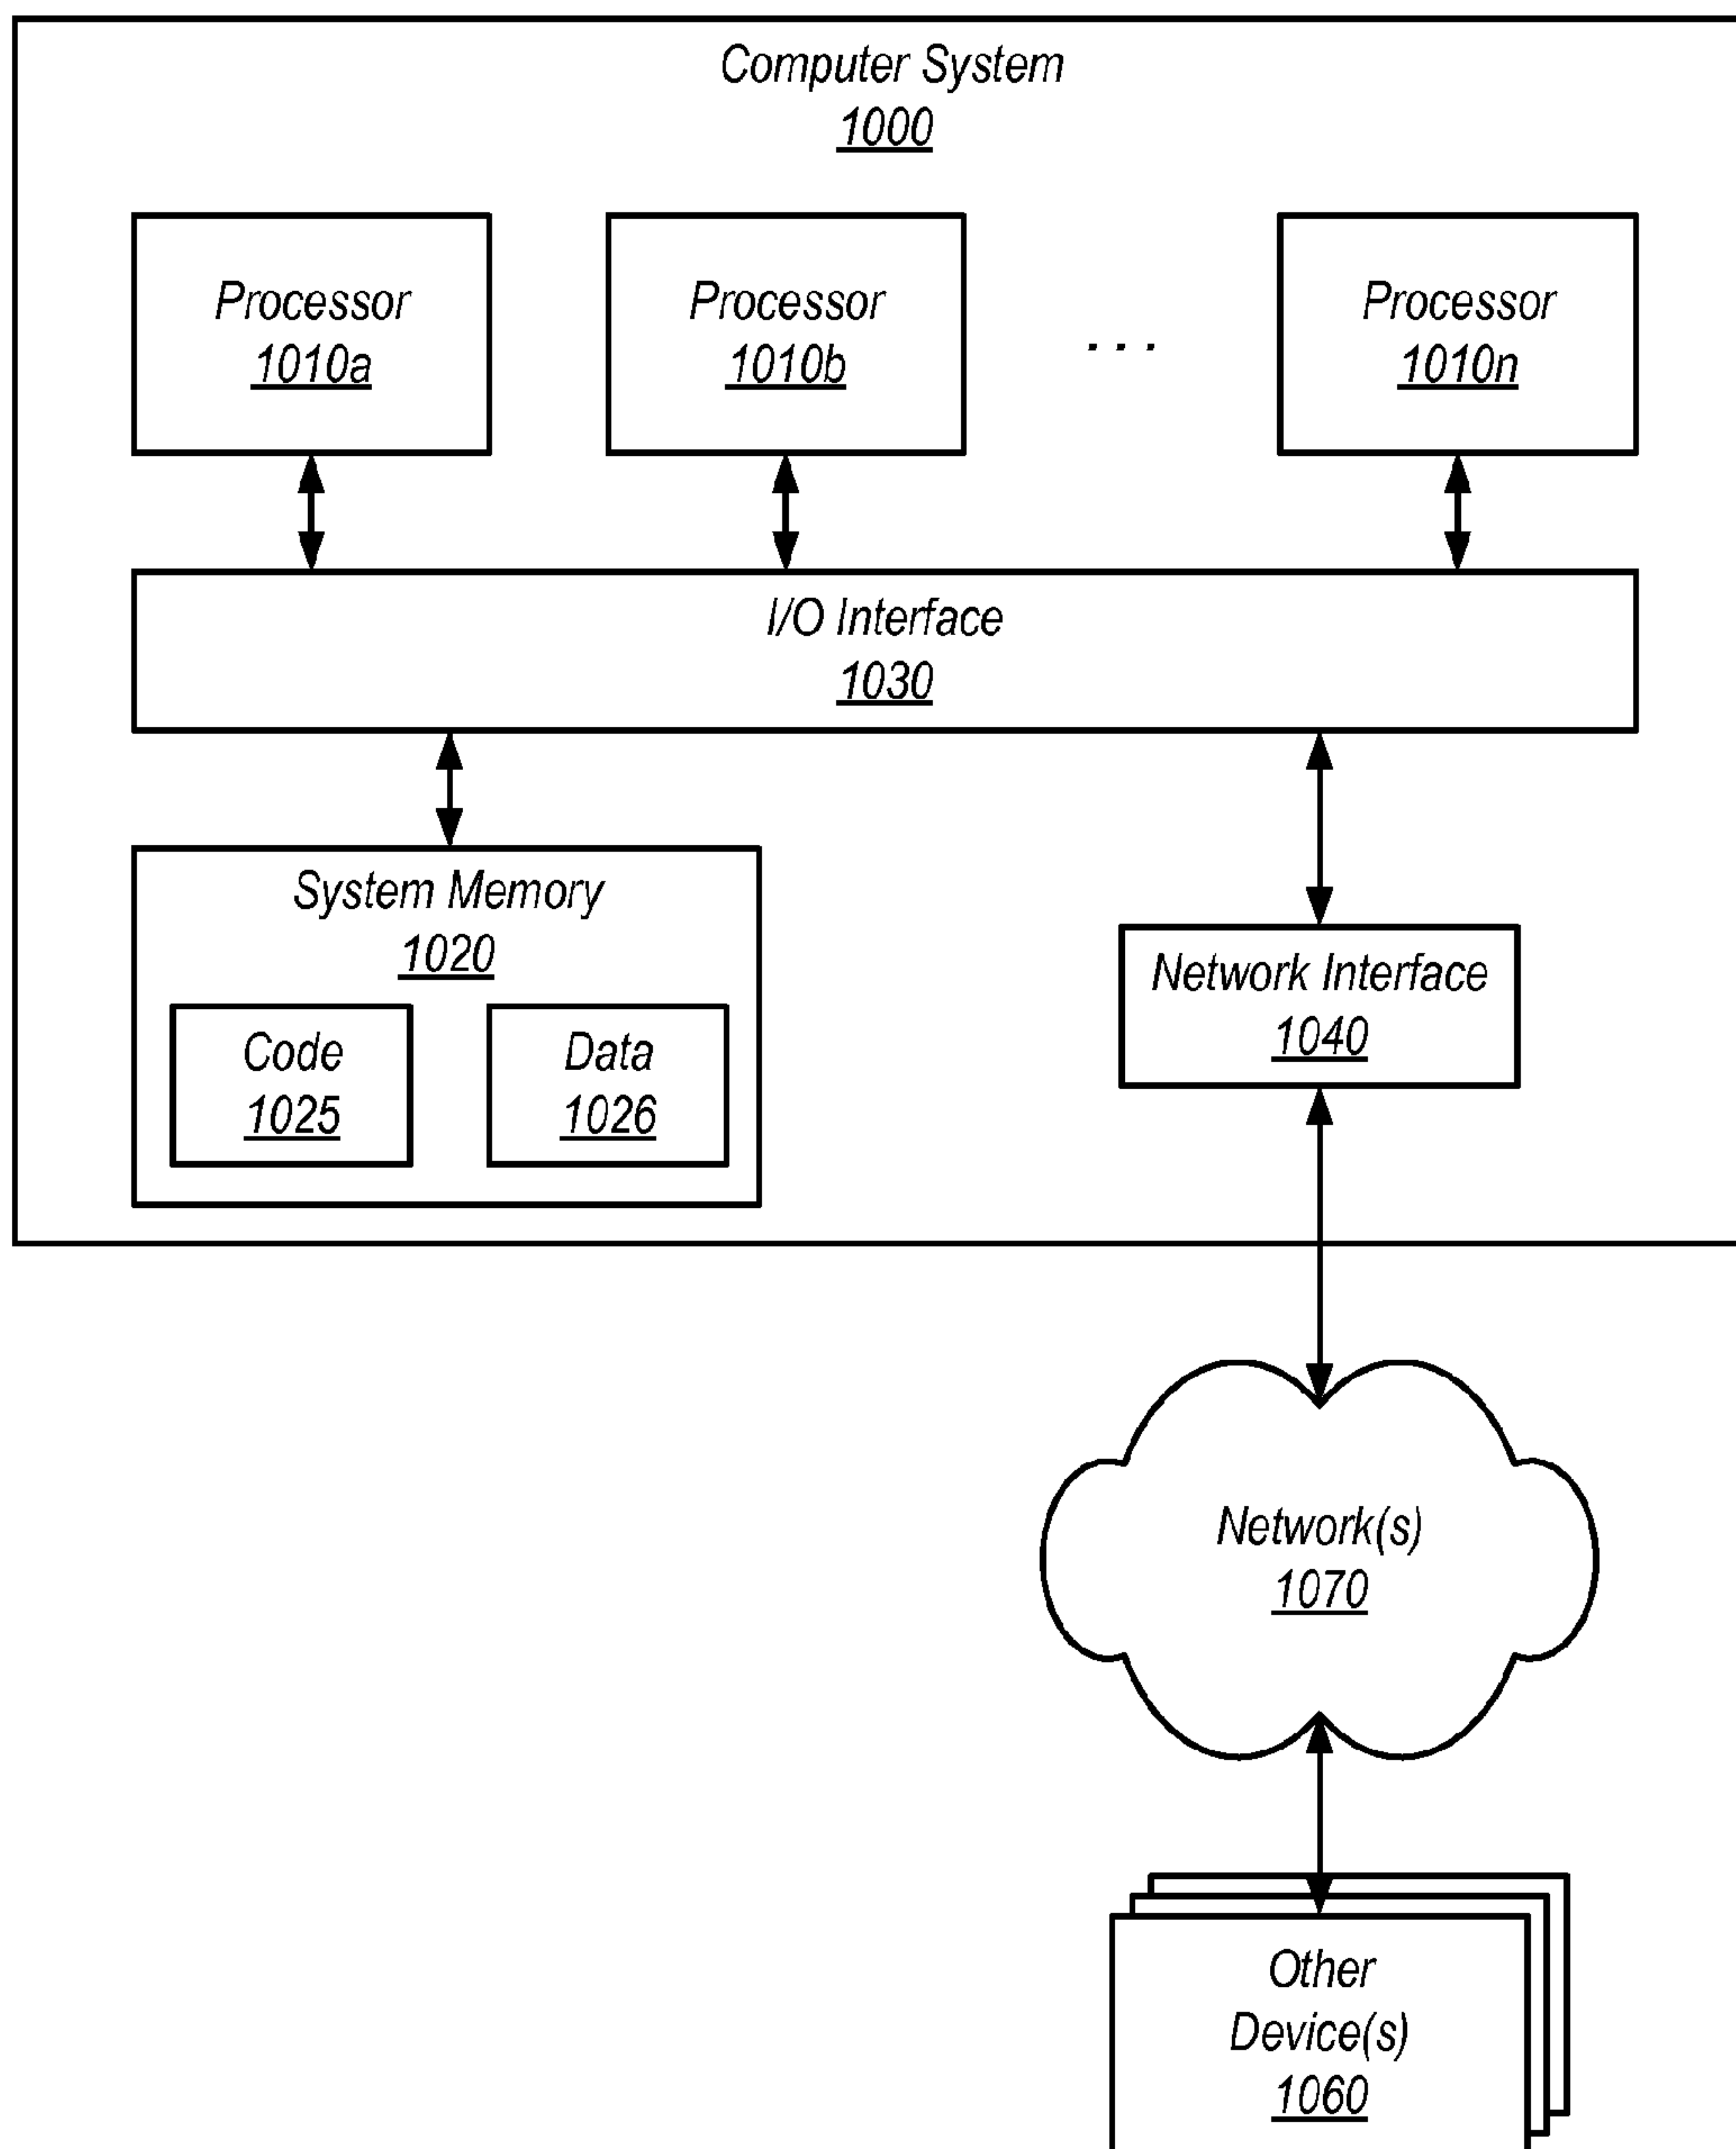 Computer System
1000
Processor
1010a
Processor
1010b
...
Processor
1010n
I/O Interface
1030
System Memory
1020
Code
1025
Data
1026
Network Interface
1040
Network(s)
1070
Other
Device(s)
1060